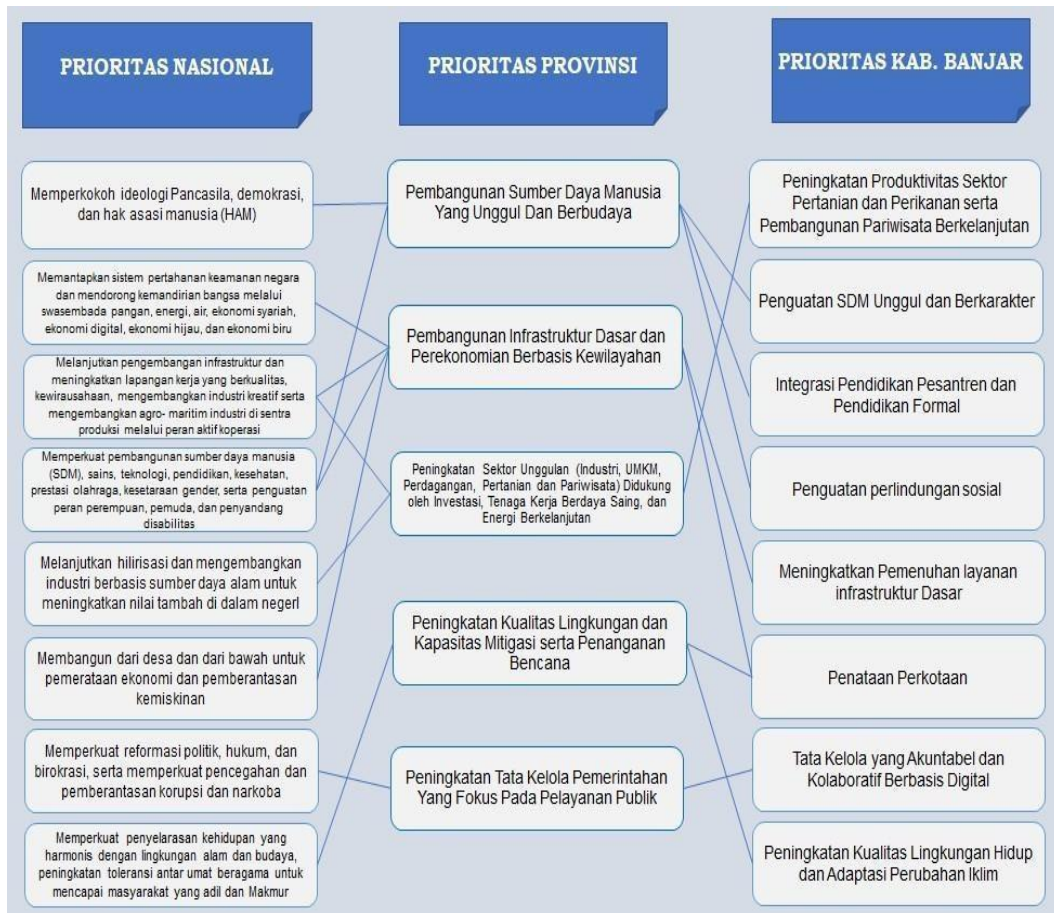 PRIORITAS NASIONAL
PRIORITAS PROVINSI
PRIORITAS KAB. BANJAR
Memperkokoh ideologi Pancasila, demokrasi,
dan hak asasi manusia (HAM)
Memantapkan sistem pertahanan keamanan negara
dan mendorong kemandirian bangsa melalui
swasembada pangan, energi, air, ekonomi syariah,
ekonomi digital, ekonomi hijau, dan ekonomi biru
Melanjutkan pengembangan infrastruktur dan
meningkatkan lapangan kerja yang berkualitas,
kewirausahaan, mengembangkan industri kreatif serta
mengembangkan agro- maritim industri di sentra
produksi melalui peran aktif koperasi
Memperkuat pembangunan sumber daya manusia
(SDM), sains, teknologi, pendidikan, kesehatan,
prestasi olahraga, kesetaraan gender, serta penguatan
peran perempuan, pemuda, dan penyandang
disabilitas
Melanjutkan hilirisasi dan mengembangkan
industri berbasis sumber daya alam untuk
meningkatkan nilai tambah di dalam negerI
Membangun dari desa dan dari bawah untuk
pemerataan ekonomi dan pemberantasan
kemiskinan
Memperkuat reformasi politik, hukum, dan
birokrasi, serta memperkuat pencegahan dan
pemberantasan korupsi dan narkoba
Memperkuat penyelarasan kehidupan yang
harmonis dengan lingkungan alam dan budaya,
peningkatan toleransi antar umat beragama untuk
mencapai masyarakat yang adil dan Makmur
Pembangunan Sumber Daya Manusia
Yang Unggul Dan Berbudaya
Pembangunan Infrastruktur Dasar dan
Perekonomian Berbasis Kewilayahan
Peningkatan Sektor Unggulan (Industri, UMKM,
Perdagangan, Pertanian dan Pariwisata) Didukung
oleh Investasi, Tenaga Kerja Berdaya Saing, dan
Energi Berkelanjutan
Peningkatan Kualitas Lingkungan dan
Kapasitas Mitigasi serta Penanganan
Bencana
Peningkatan Tata Kelola Pemerintahan
Yang Fokus Pada Pelayanan Publik
Peningkatan Produktivitas Sektor
Pertanian dan Perikanan serta
Pembangunan Pariwisata Berkelanjutan
Penguatan SDM Unggul dan Berkarakter
Integrasi Pendidikan Pesantren dan
Pendidikan Formal
Penguatan perlindungan sosial
Meningkatkan Pemenuhan layanan
infrastruktur Dasar
Penataan Perkotaan
Tata Kelola yang Akuntabel dan
Kolaboratif Berbasis Digital
Peningkatan Kualitas Lingkungan Hidup
dan Adaptasi Perubahan Iklim